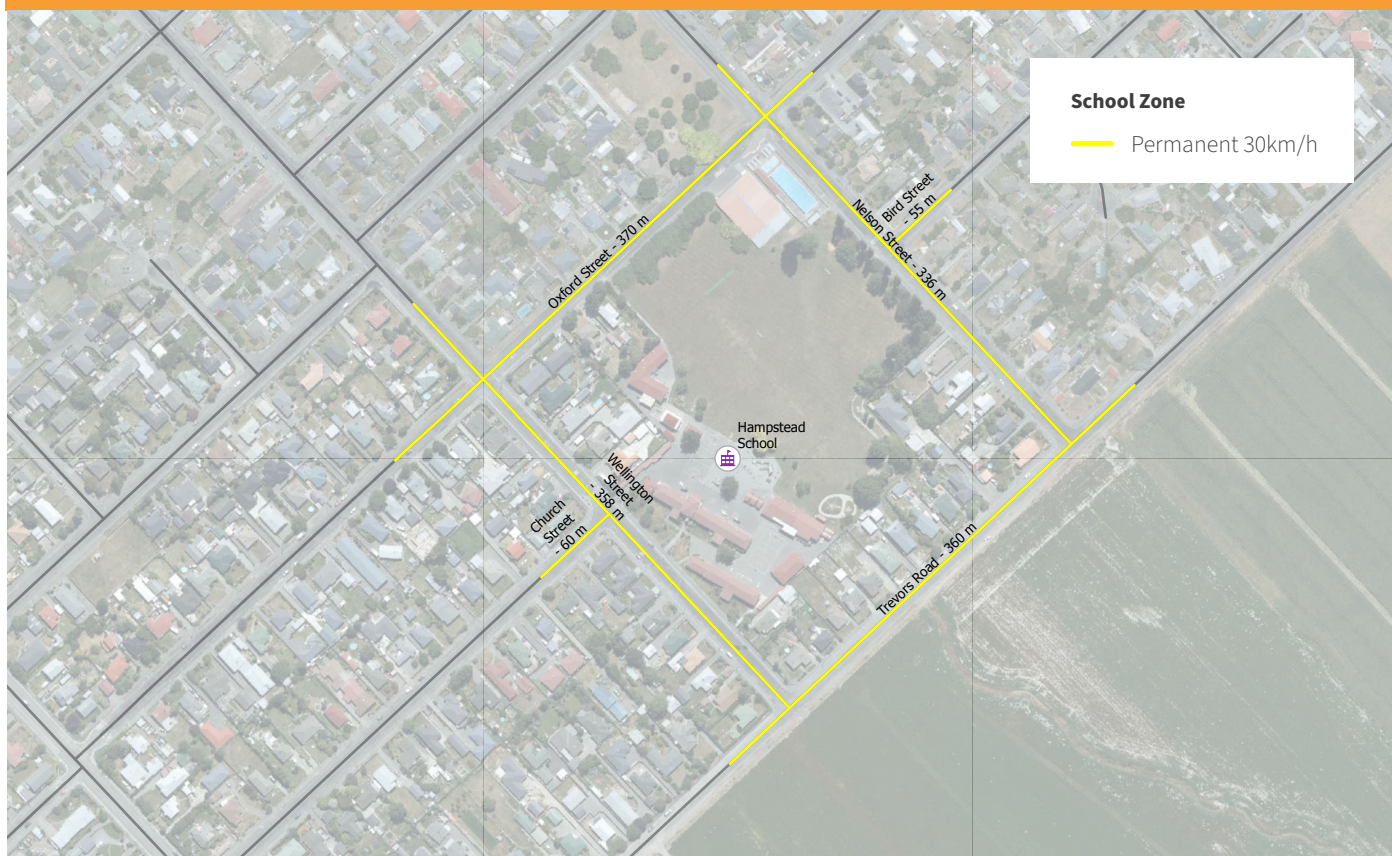 School Zone
Permanent 30km/h
Bird Street
- 55 m
Nelson Street - 336 m
Oxford Street - 370 m
Hampstead
School
Wellington
Street
- 358 m
Church
Street
- 60 m
Trevors Road - 360 m